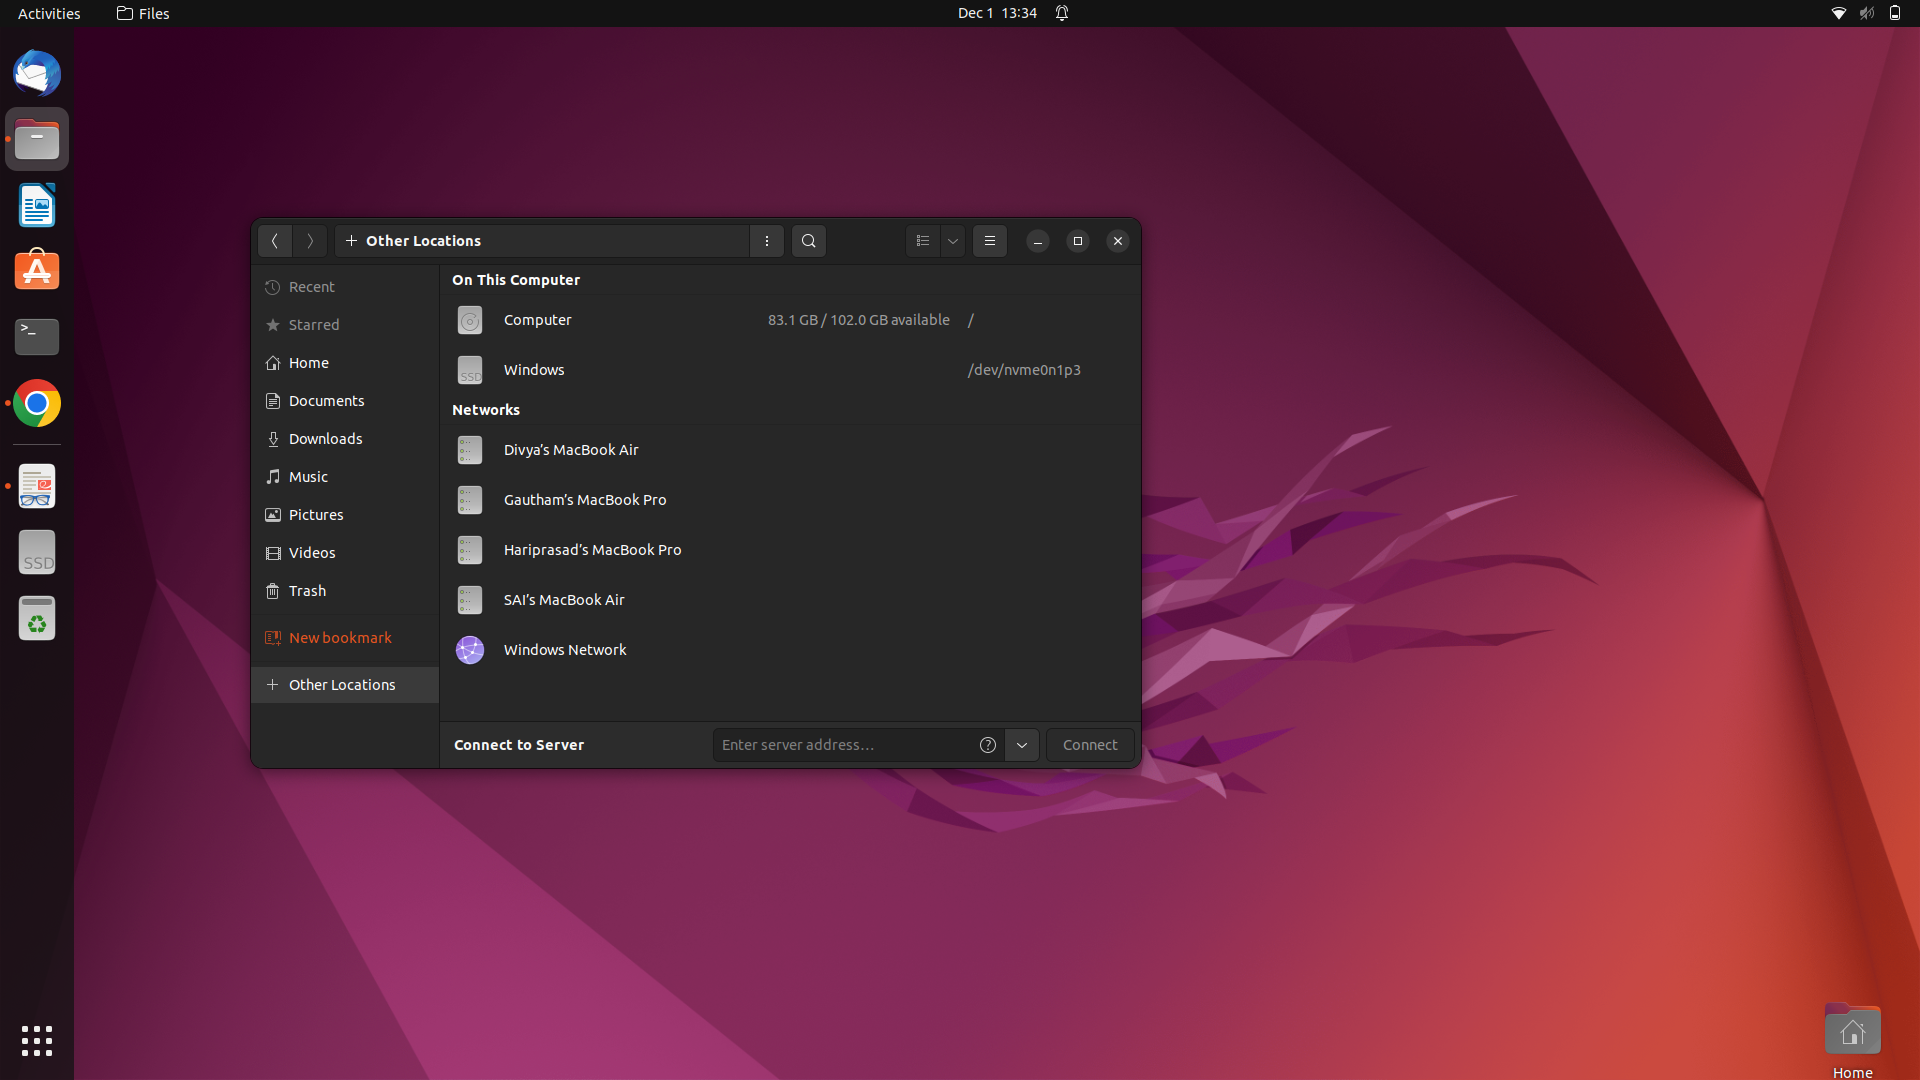 Activities
Files
Dec 1 13:34
Other Locations
Recent
Starred
Home
Documents
Downloads
Music
Pictures
Videos
Trash
New bookmark
Other Locations
On This Computer
Computer 83.1 GB / 102.0 GB available /
Windows /dev/nvme0n1p3
Networks
Divya’s MacBook Air
Gautham’s MacBook Pro
Hariprasad’s MacBook Pro
SAI’s MacBook Air
Windows Network
Connect to Server Enter server address… Connect
>_
SSD
SSD
Home